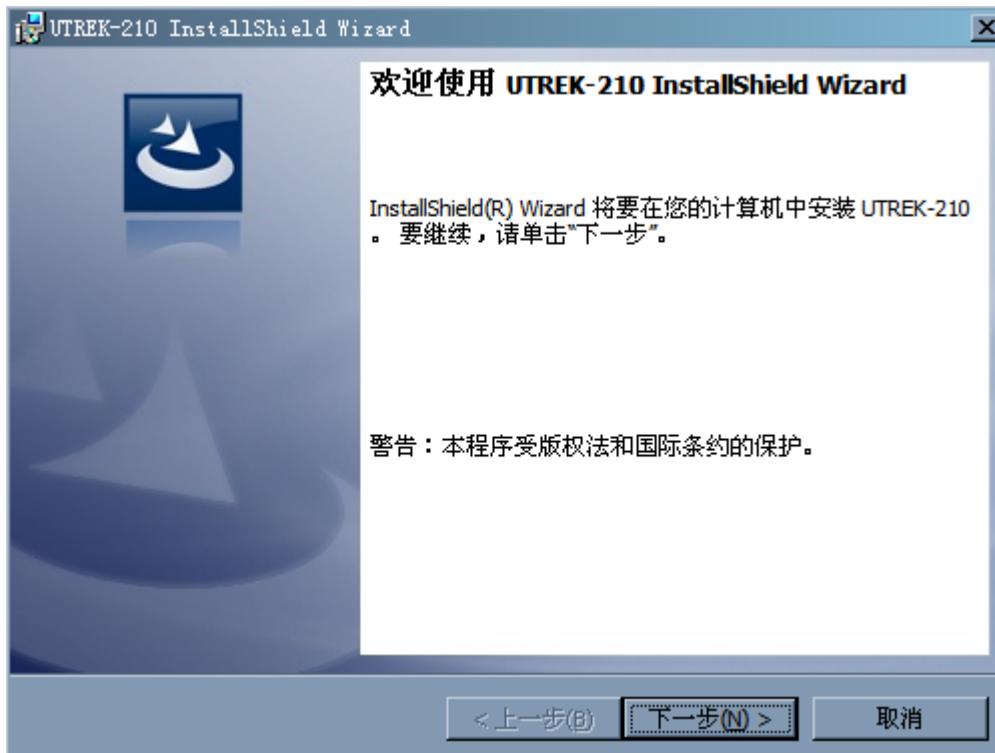 UTREK-210 InstallShield Wizard
欢迎使用 UTREK-210 InstallShield Wizard
InstallShield(R) Wizard 将要在您的计算机中安装 UTREK-210
。 要继续，请单击“下一步”。
警告：本程序受版权法和国际条约的保护。
< 上一步(B) 下一步(N) > 取消